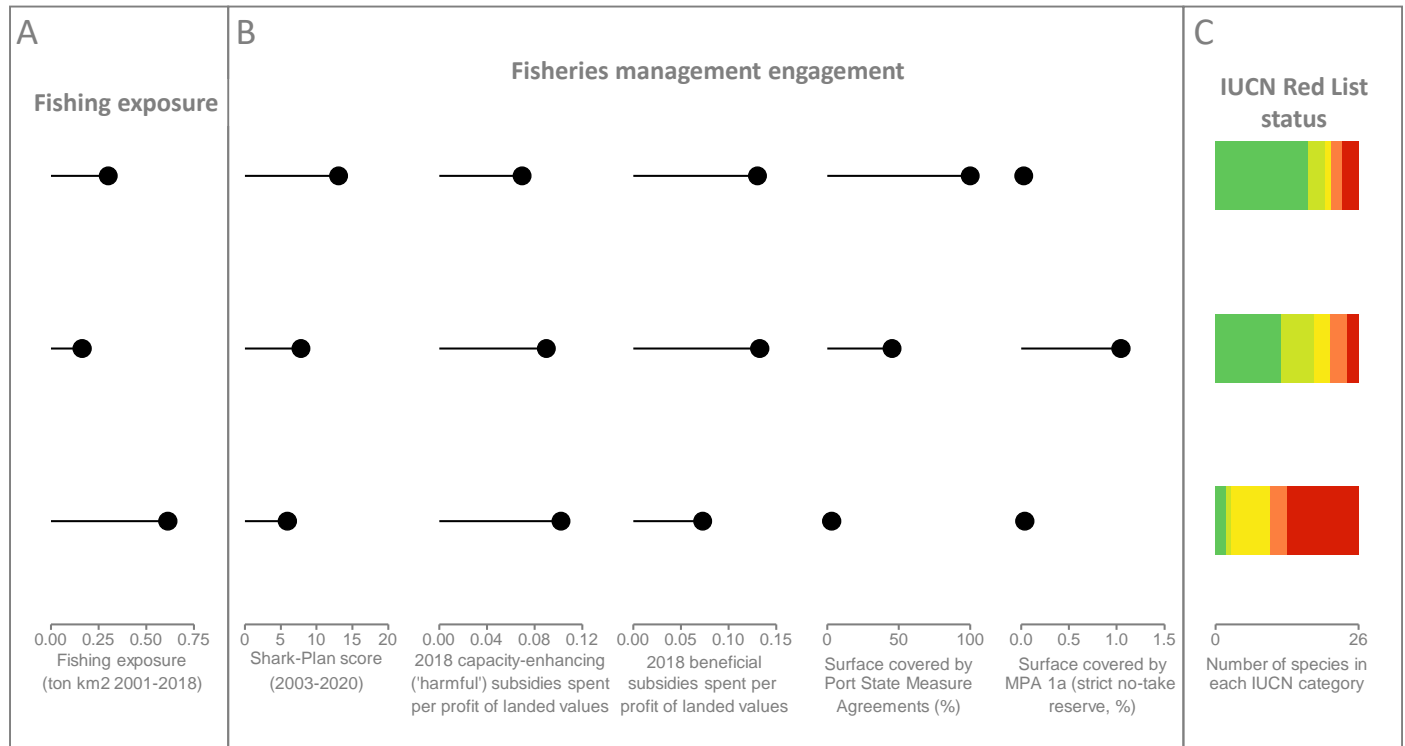 A
B
C
Fisheries management engagement
Fishing exposure
IUCN Red List
status
0.00 0.25 0.50 0.75
Fishing exposure
(ton km2 2001-2018)
0 5 10 15 20
Shark-Plan score
(2003-2020)
0.00 0.04 0.08 0.12
2018 capacity-enhancing
('harmful') subsidies spent
per profit of landed values
0.00 0.05 0.10 0.15
2018 beneficial
subsidies spent per
profit of landed values
0 50 100
Surface covered by
Port State Measure
Agreements (%)
0.0 0.5 1.0 1.5
Surface covered by
MPA 1a (strict no-take
reserve, %)
0 26
Number of species in
each IUCN category